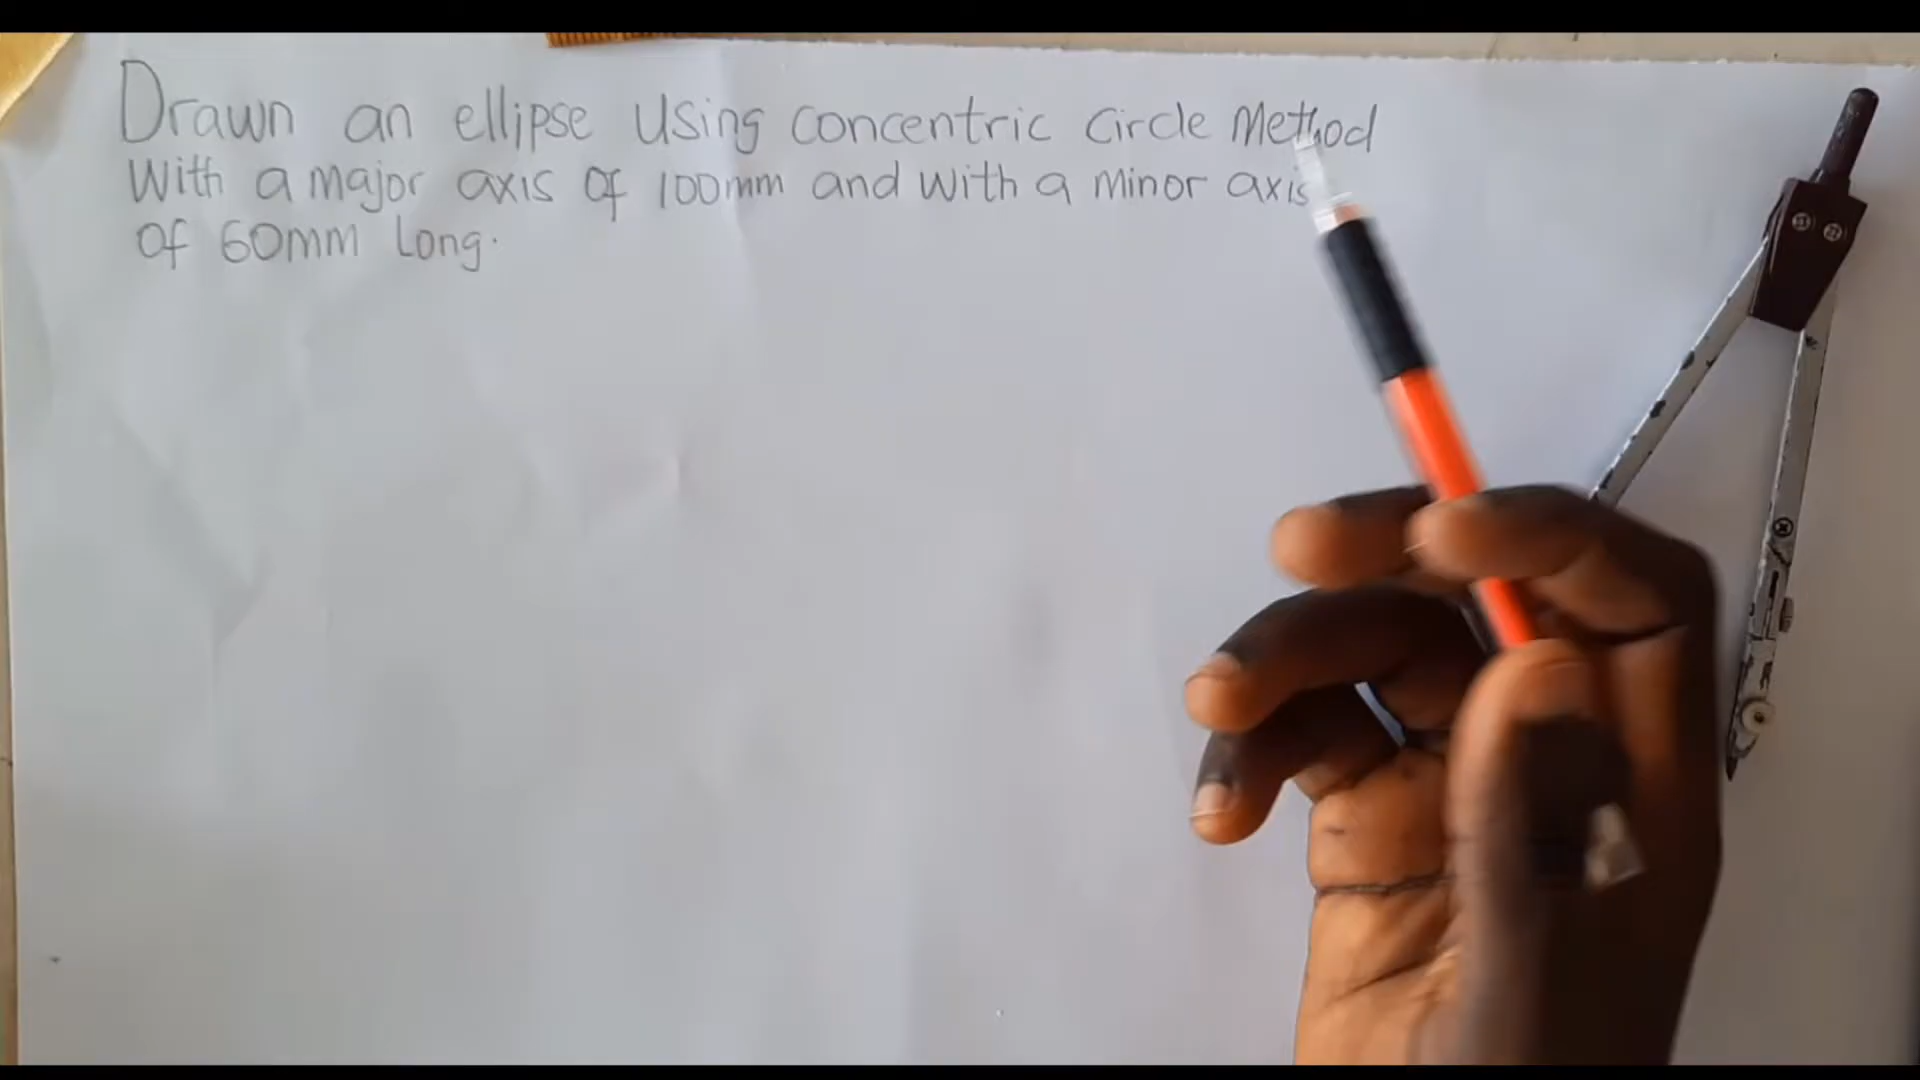 Drawn an ellipse using concentric circle Method
With a major axis of 100mm and with a minor axis
of 60mm Long.